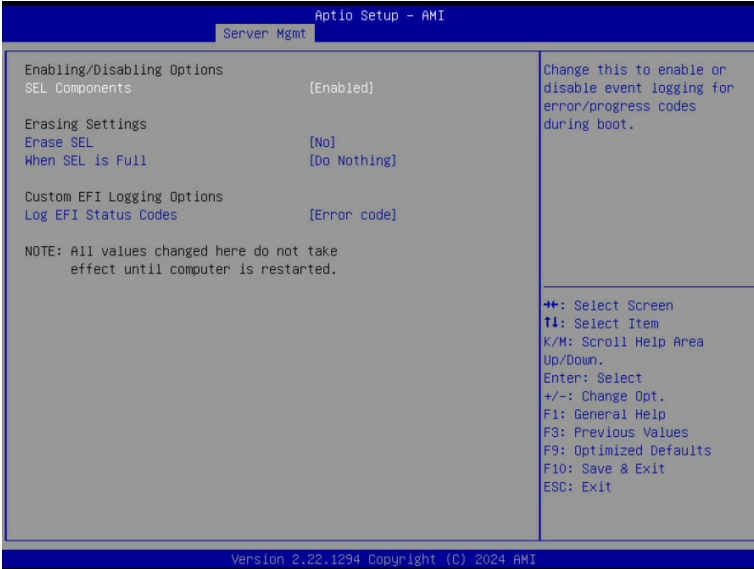 Aptio Setup – AMI
Server Mgmt
Enabling/Disabling Options
SEL Components [Enabled]
Erasing Settings
Erase SEL [No]
When SEL is Full [Do Nothing]
Custom EFI Logging Options
Log EFI Status Codes [Error code]
NOTE: All values changed here do not take
effect until computer is restarted.
Change this to enable or
disable event logging for
error/progress codes
during boot.
→←: Select Screen
↑↓: Select Item
K/M: Scroll Help Area
Up/Down.
Enter: Select
+/-: Change Opt.
F1: General Help
F3: Previous Values
F9: Optimized Defaults
F10: Save & Exit
ESC: Exit
Version 2.22.1294 Copyright (C) 2024 AMI